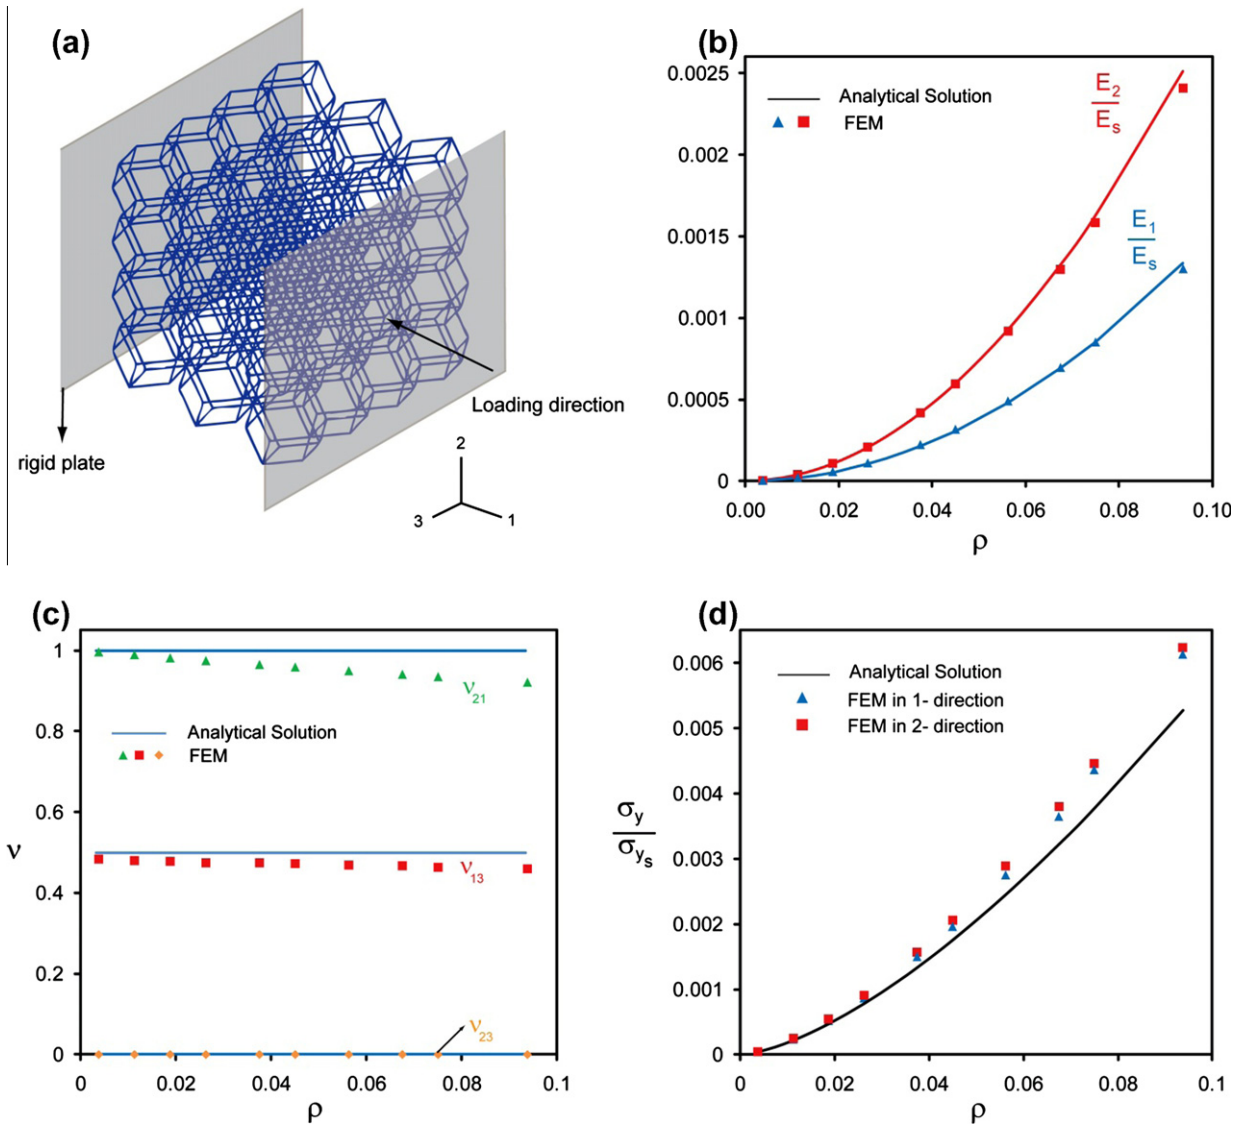 (a)
rigid plate
Loading direction
2
3
1
(b)
0.0025
0.002
0.0015
0.001
0.0005
0
Analytical Solution
FEM
E2
Es
E1
Es
0.00 0.02 0.04 0.06 0.08 0.10
ρ
(c)
1
0.8
0.6
0.4
0.2
0
ν
ν21
Analytical Solution
FEM
ν13
ν23
0 0.02 0.04 0.06 0.08 0.1
ρ
(d)
0.006
0.005
0.004
0.003
0.002
0.001
0
σy
σys
Analytical Solution
FEM in 1- direction
FEM in 2- direction
0 0.02 0.04 0.06 0.08 0.1
ρ